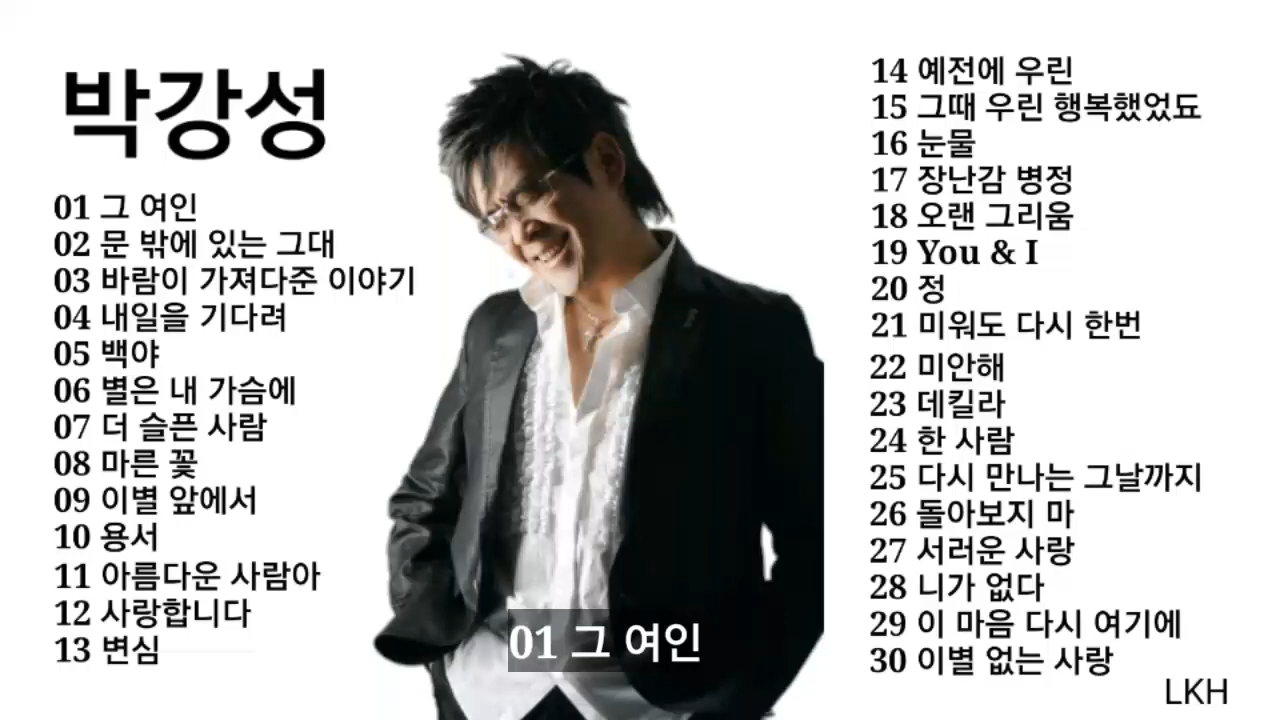 박강성
01 그 여인
02 문 밖에 있는 그대
03 바람이 가져다준 이야기
04 내일을 기다려
05 백야
06 별은 내 가슴에
07 더 슬픈 사람
08 마른 꽃
09 이별 앞에서
10 용서
11 아름다운 사람아
12 사랑합니다
13 변심
14 예전에 우린
15 그때 우린 행복했었됴
16 눈물
17 장난감 병정
18 오랜 그리움
19 You & I
20 정
21 미워도 다시 한번
22 미안해
23 데킬라
24 한 사람
25 다시 만나는 그날까지
26 돌아보지 마
27 서러운 사랑
28 니가 없다
29 이 마음 다시 여기에
30 이별 없는 사랑
01 그 여인
LKH